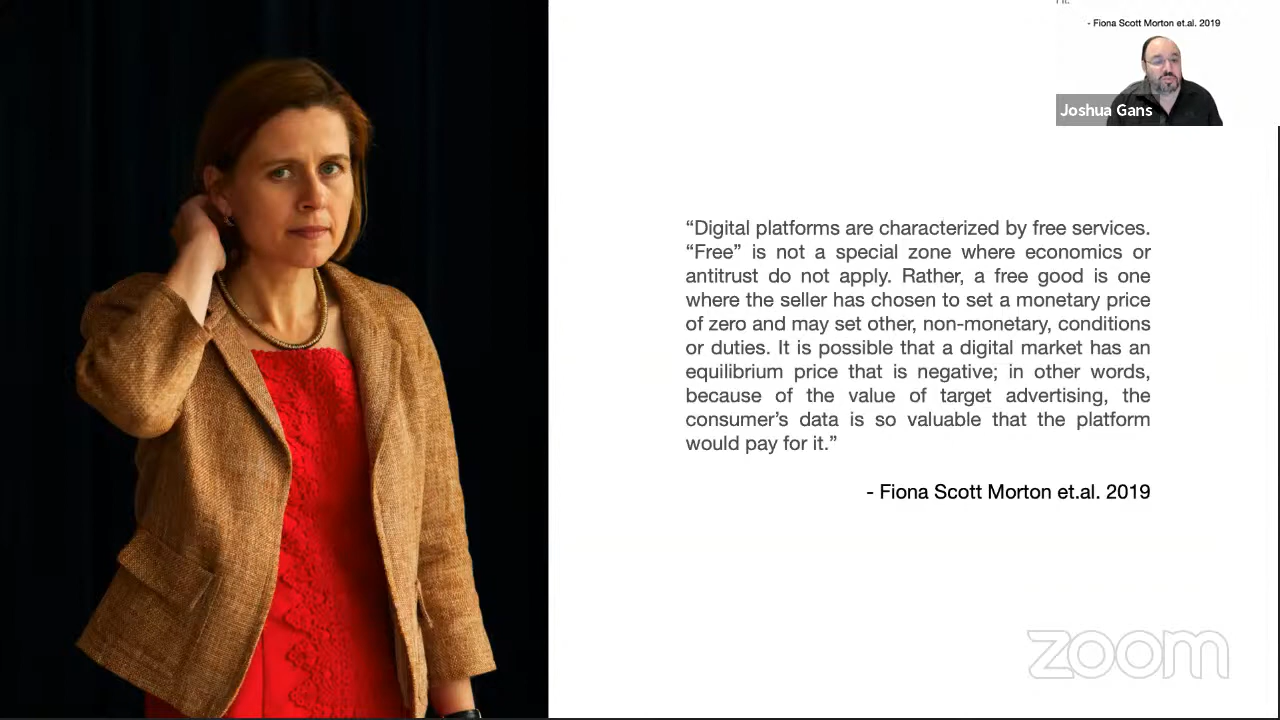 - Fiona Scott Morton et.al. 2019
Joshua Gans
“Digital platforms are characterized by free services.
“Free” is not a special zone where economics or
antitrust do not apply. Rather, a free good is one
where the seller has chosen to set a monetary price
of zero and may set other, non-monetary, conditions
or duties. It is possible that a digital market has an
equilibrium price that is negative; in other words,
because of the value of target advertising, the
consumer’s data is so valuable that the platform
would pay for it.”
- Fiona Scott Morton et.al. 2019
zoom